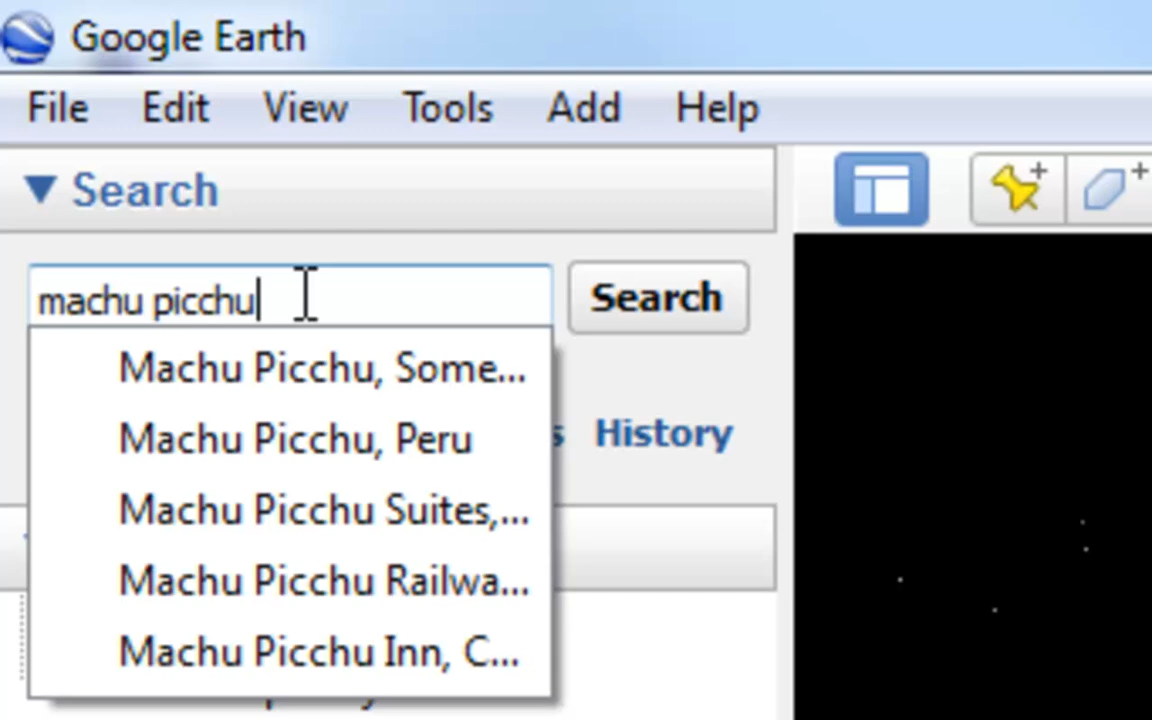 Google Earth
File Edit View Tools Add Help
Search
machu picchu Search
Machu Picchu, Some...
Machu Picchu, Peru
History
Machu Picchu Suites,...
Machu Picchu Railwa...
Machu Picchu Inn, C...